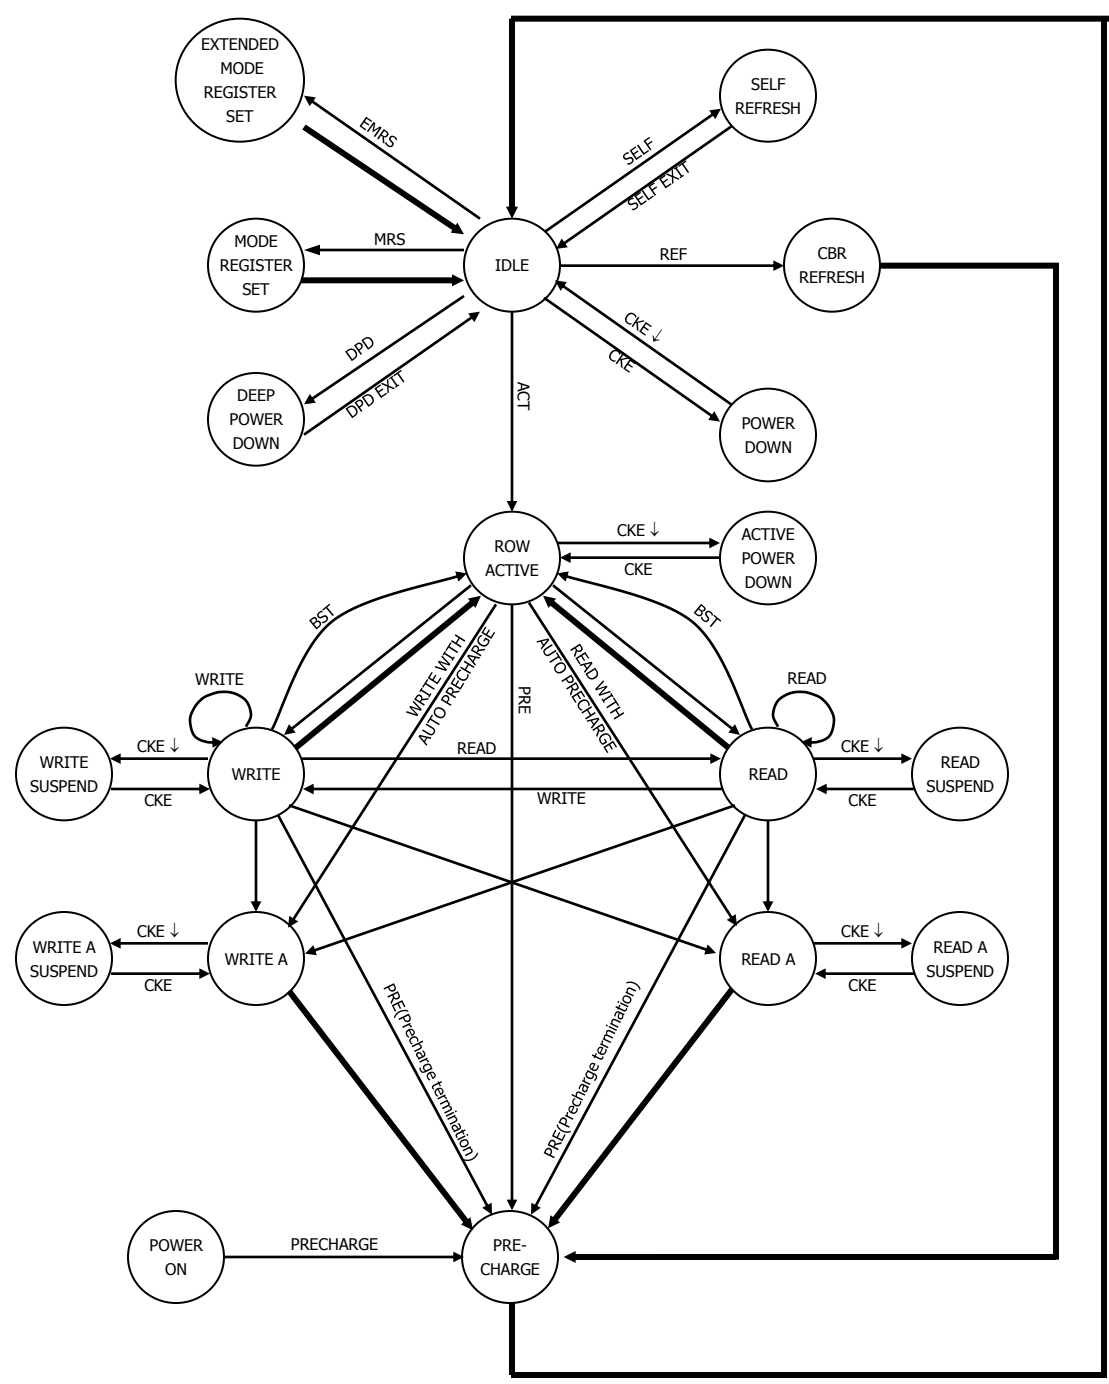 EXTENDED
MODE
REGISTER
SET
SELF
REFRESH
EMRS
SELF
SELF EXIT
MODE
REGISTER
SET
MRS
IDLE
REF
CBR
REFRESH
DPD
DPD EXIT
CKE ↓
CKE
DEEP
POWER
DOWN
ACT
POWER
DOWN
ROW
ACTIVE
CKE ↓
CKE
ACTIVE
POWER
DOWN
BST
BST
WRITE WITH
AUTO PRECHARGE
PRE
READ WITH
AUTO PRECHARGE
WRITE
READ
WRITE
SUSPEND
CKE ↓
CKE
WRITE
READ
WRITE
READ
CKE ↓
CKE
READ
SUSPEND
WRITE A
SUSPEND
CKE ↓
CKE
WRITE A
READ A
CKE ↓
CKE
READ A
SUSPEND
PRE(Precharge termination)
PRE(Precharge termination)
POWER
ON
PRECHARGE
PRE-
CHARGE